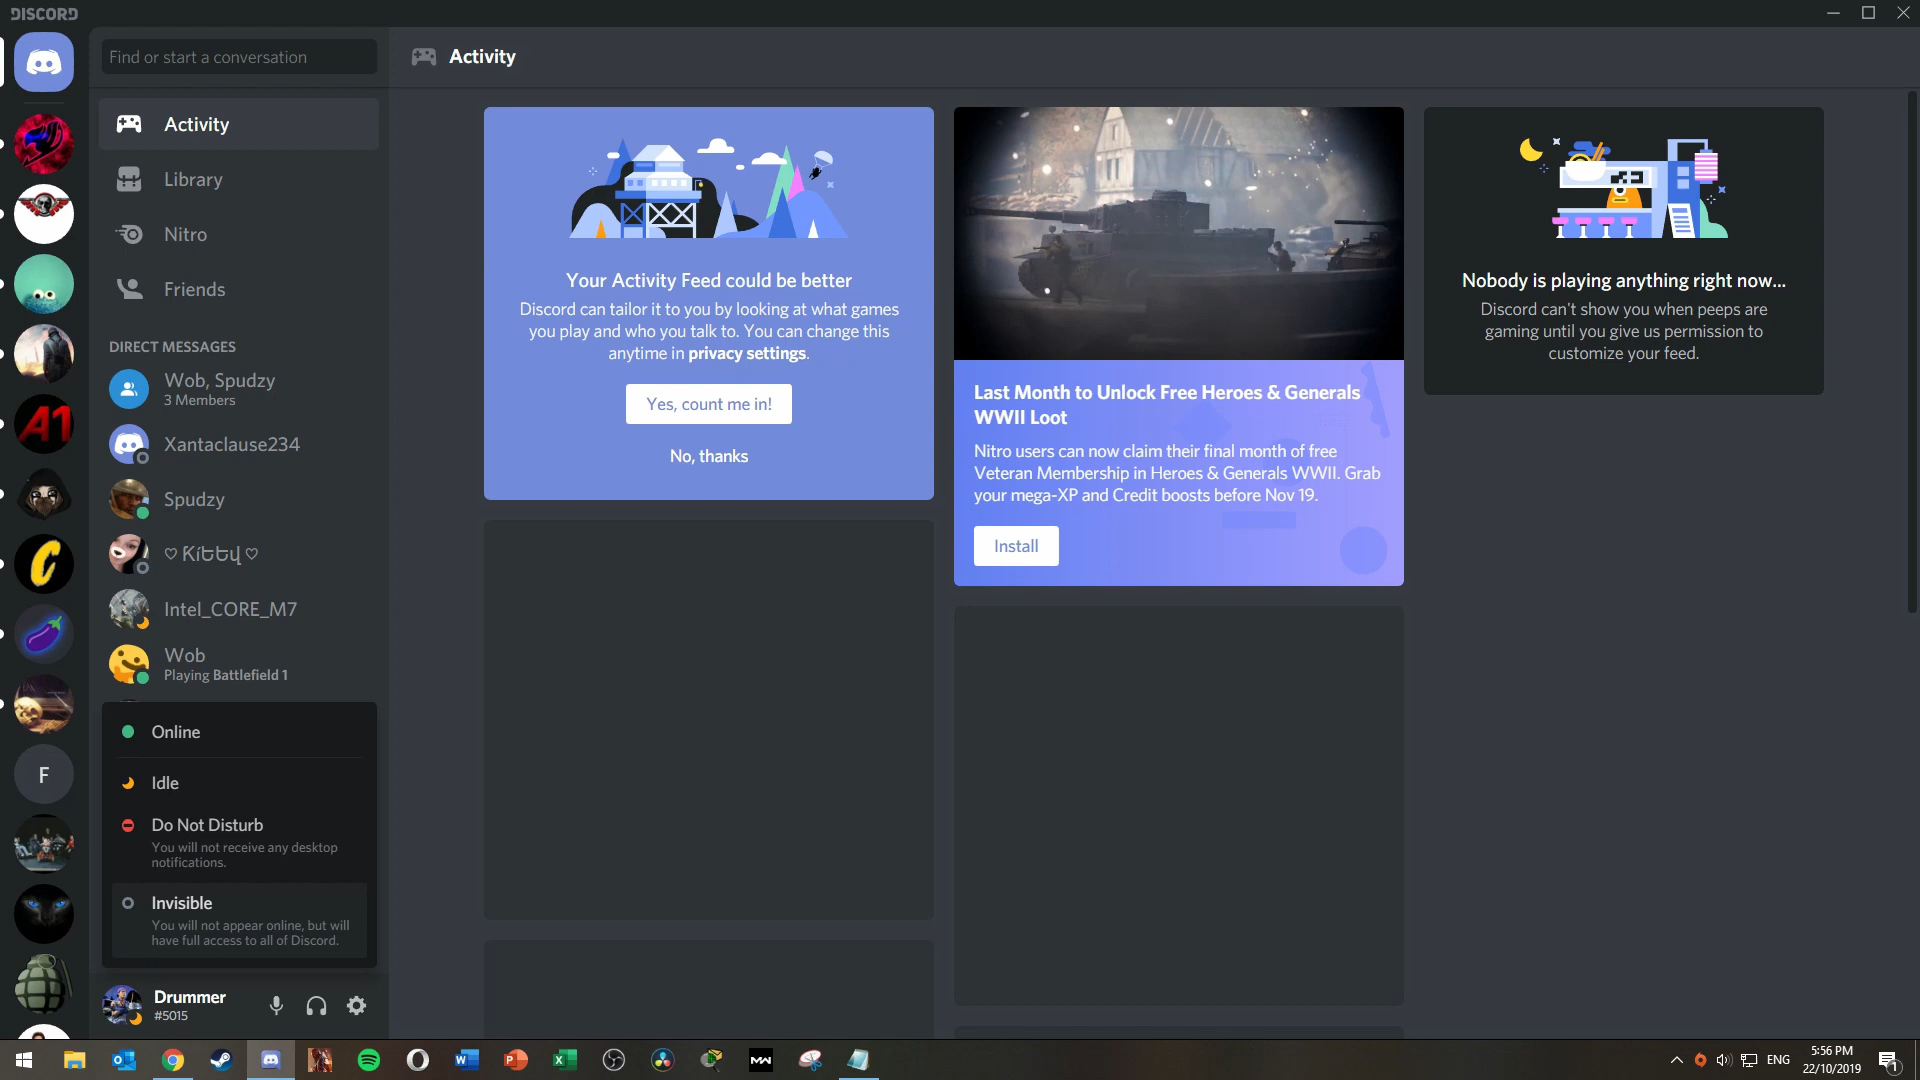 DISCORD
Find or start a conversation
Activity
Activity
Library
Nitro
Friends
DIRECT MESSAGES
Wob, Spudzy
3 Members
Xantaclause234
Spudzy
♡ Ƙíեեվ ♡
Intel_CORE_M7
Wob
Playing Battlefield 1
Online
Idle
Do Not Disturb
You will not receive any desktop
notifications.
Invisible
You will not appear online, but will
have full access to all of Discord.
Drummer
#5015
A1
C
F
Your Activity Feed could be better
Discord can tailor it to you by looking at what games
you play and who you talk to. You can change this
anytime in privacy settings.
Yes, count me in!
No, thanks
Last Month to Unlock Free Heroes & Generals
WWII Loot
Nitro users can now claim their final month of free
Veteran Membership in Heroes & Generals WWII. Grab
your mega-XP and Credit boosts before Nov 19.
Install
Nobody is playing anything right now...
Discord can't show you when peeps are
gaming until you give us permission to
customize your feed.
MW
ENG
5:56 PM
22/10/2019
1